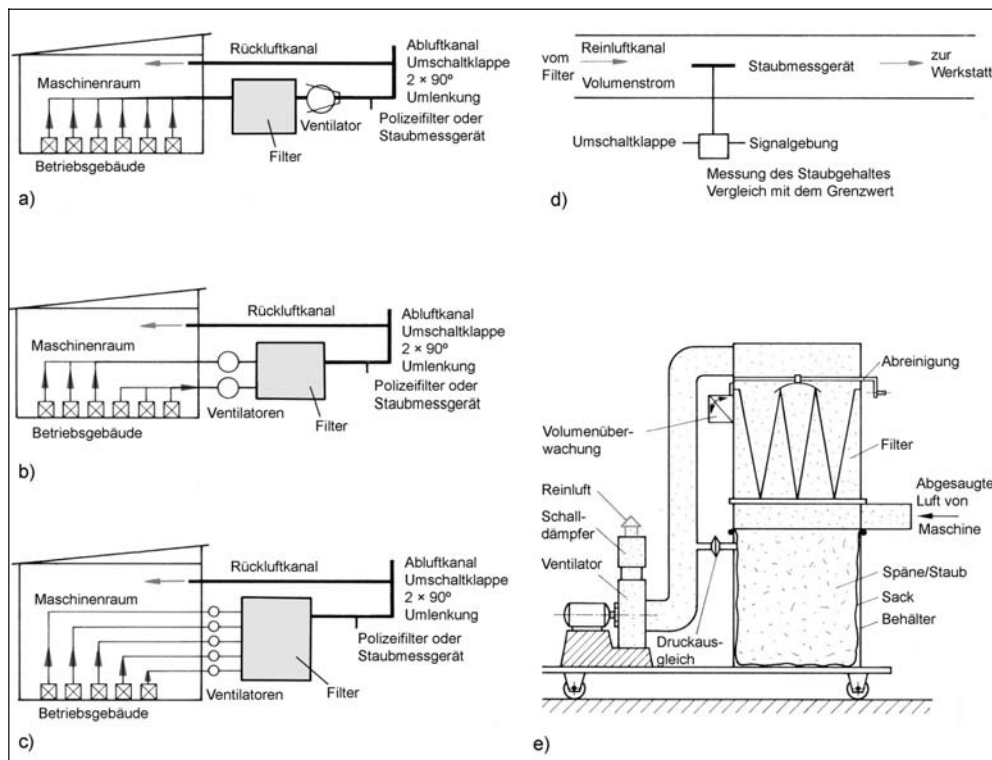 Rückluftkanal
Abluftkanal
Umschaltklappe
2 × 90º
Umlenkung
Maschinenraum
Ventilator
Polizeifilter oder
Staubmessgerät
Filter
Betriebsgebäude
a)
Rückluftkanal
Abluftkanal
Umschaltklappe
2 × 90º
Umlenkung
Maschinenraum
Polizeifilter oder
Staubmessgerät
Ventilatoren
Filter
Betriebsgebäude
b)
Rückluftkanal
Abluftkanal
Umschaltklappe
2 × 90º
Umlenkung
Maschinenraum
Polizeifilter oder
Staubmessgerät
Ventilatoren
Filter
Betriebsgebäude
c)
vom
Filter
Reinluftkanal
Volumenstrom
Staubmessgerät
zur
Werkstatt
Umschaltklappe
Signalgebung
Messung des Staubgehaltes
Vergleich mit dem Grenzwert
d)
Abreinigung
Volumenüber-
wachung
Filter
Reinluft
Schall-
dämpfer
Ventilator
Abgesaugte
Luft von
Maschine
Späne/Staub
Sack
Behälter
Druckaus-
gleich
e)